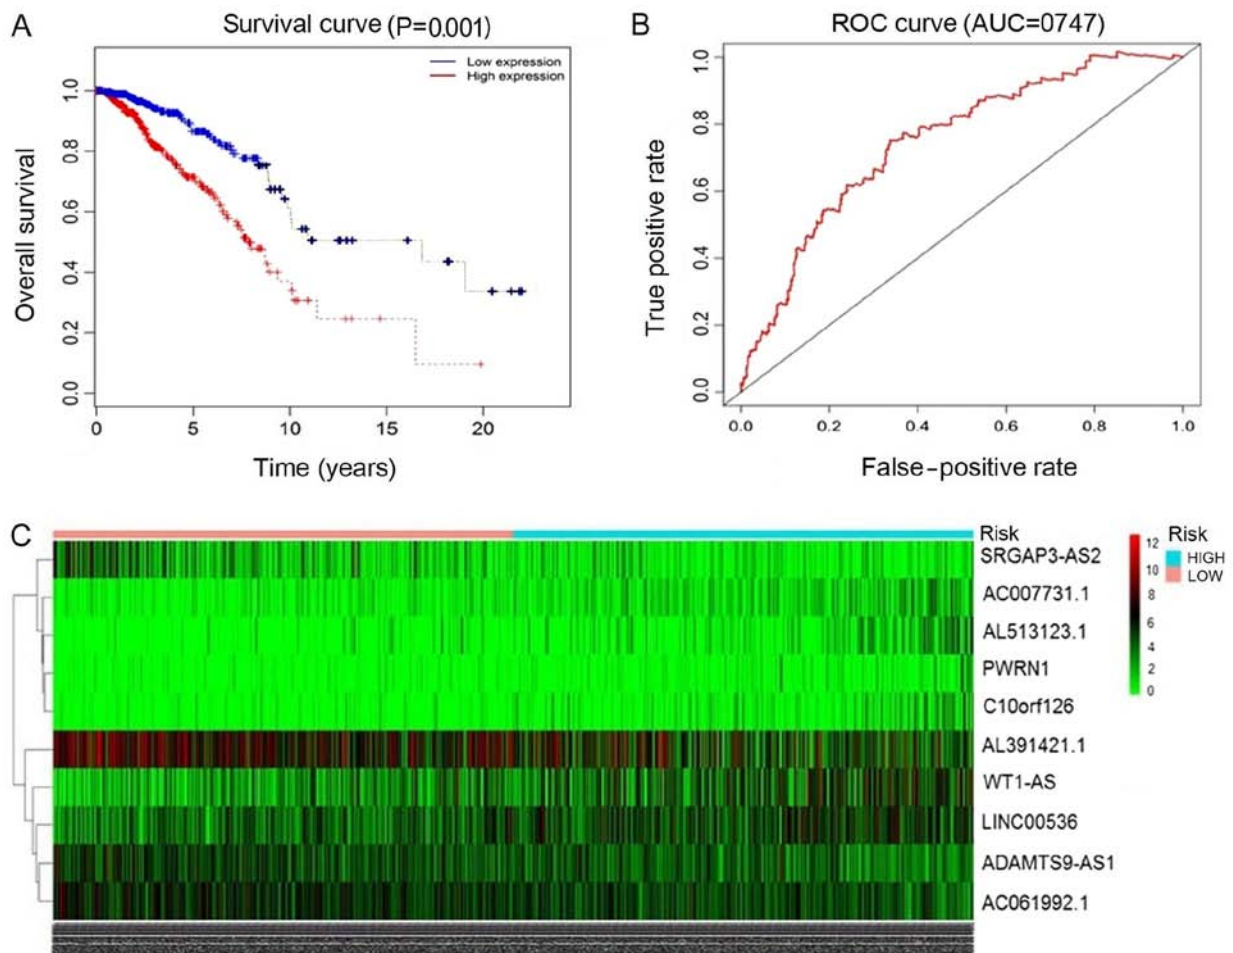 A
Survival curve (P=0.001)
Low expression
High expression
Overall survival
1.0
0.8
0.6
0.4
0.2
0.0
0 5 10 15 20
Time (years)
B
ROC curve (AUC=0747)
True positive rate
1.0
0.8
0.6
0.4
0.2
0.0
0.0 0.2 0.4 0.6 0.8 1.0
False-positive rate
C
Risk
SRGAP3-AS2
AC007731.1
AL513123.1
PWRN1
C10orf126
AL391421.1
WT1-AS
LINC00536
ADAMTS9-AS1
AC061992.1
12
10
8
6
4
2
0
Risk
HIGH
LOW